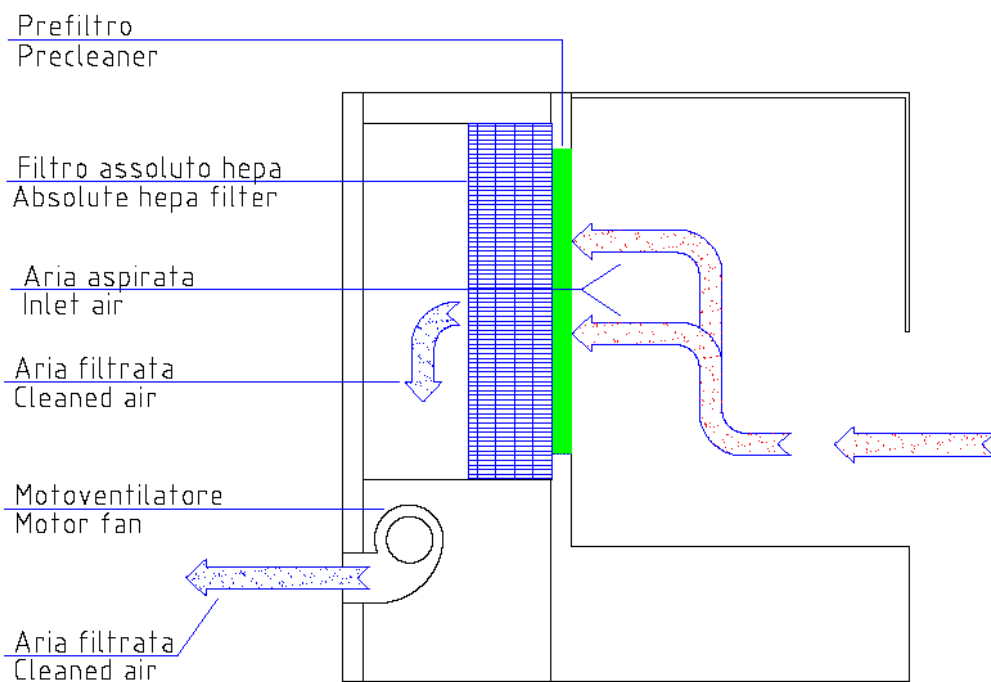 Prefiltro
Precleaner
Filtro assoluto hepa
Absolute hepa filter
Aria aspirata
Inlet air
Aria filtrata
Cleaned air
Motoventilatore
Motor fan
Aria filtrata
Cleaned air